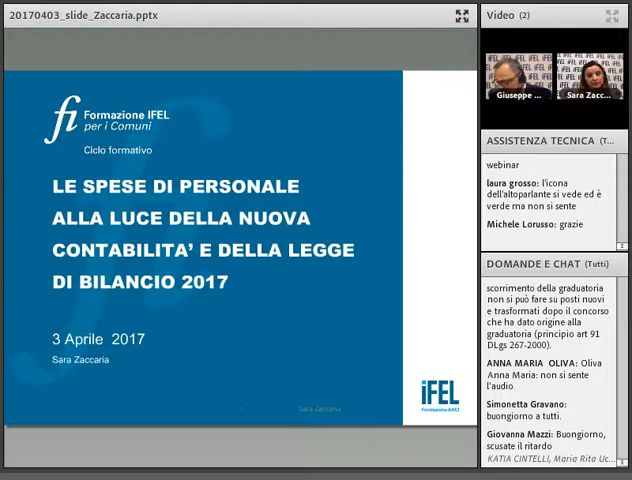 20170403_slide_Zaccaria.pptx
fi Formazione IFEL
per i Comuni
Ciclo formativo
LE SPESE DI PERSONALE
ALLA LUCE DELLA NUOVA
CONTABILITA' E DELLA LEGGE
DI BILANCIO 2017
3 Aprile 2017
Sara Zaccaria
Sara Zaccaria
iFEL
Fondazione ANCI
Video (2)
Giuseppe ...
Sara Zacc...
ASSISTENZA TECNICA (T...
webinar
laura grosso: l'icona
dell'altoparlante si vede ed è
verde ma non si sente
Michele Lorusso: grazie
DOMANDE E CHAT (Tutti)
scorrimento della graduatoria
non si può fare su posti nuovi
e trasfomati dopo il concorso
che ha dato origine alla
graduatoria (principio art 91
DLgs 267-2000).
ANNA MARIA OLIVA: Oliva
Anna Maria: non si sente
l'audio
Simonetta Gravano:
buongiorno a tutti.
Giovanna Mazzi: Buongiorno,
scusate il ritardo
KATIA CINTELLI, Maria Rita Uc...